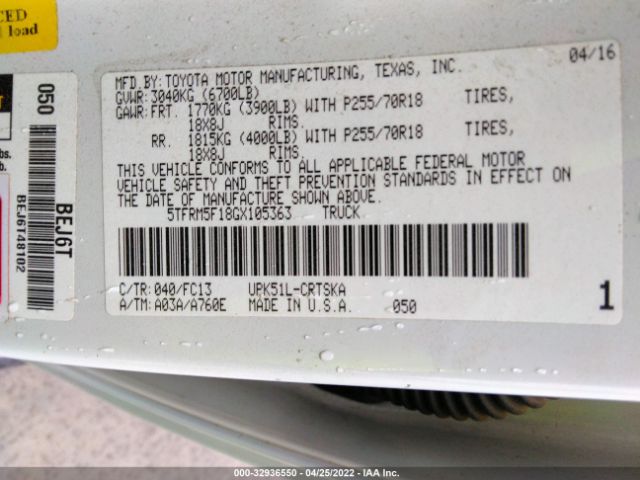 CED
load
050
BEJ6T
BEJ6T48102
lbs.
lb.
04/16
MFD.BY:TOYOTA MOTOR MANUFACTURING, TEXAS, INC.
GVWR:3040KG (6700LB)
GAWR:FRT. 1770KG (3900LB) WITH P255/70R18 TIRES,
18X8J RIMS,
RR. 1815KG (4000LB) WITH P255/70R18 TIRES,
18X8J RIMS,
THIS VEHICLE CONFORMS TO ALL APPLICABLE FEDERAL MOTOR
VEHICLE SAFETY AND THEFT PREVENTION STANDARDS IN EFFECT ON
THE DATE OF MANUFACTURE SHOWN ABOVE.
5TFRM5F18GX105363 TRUCK
C/TR:040/FC13 UPK51L-CRTSKA
A/TM:A03A/A760E MADE IN U.S.A. 050
1
000-32936550 - 04/25/2022 - IAA Inc.